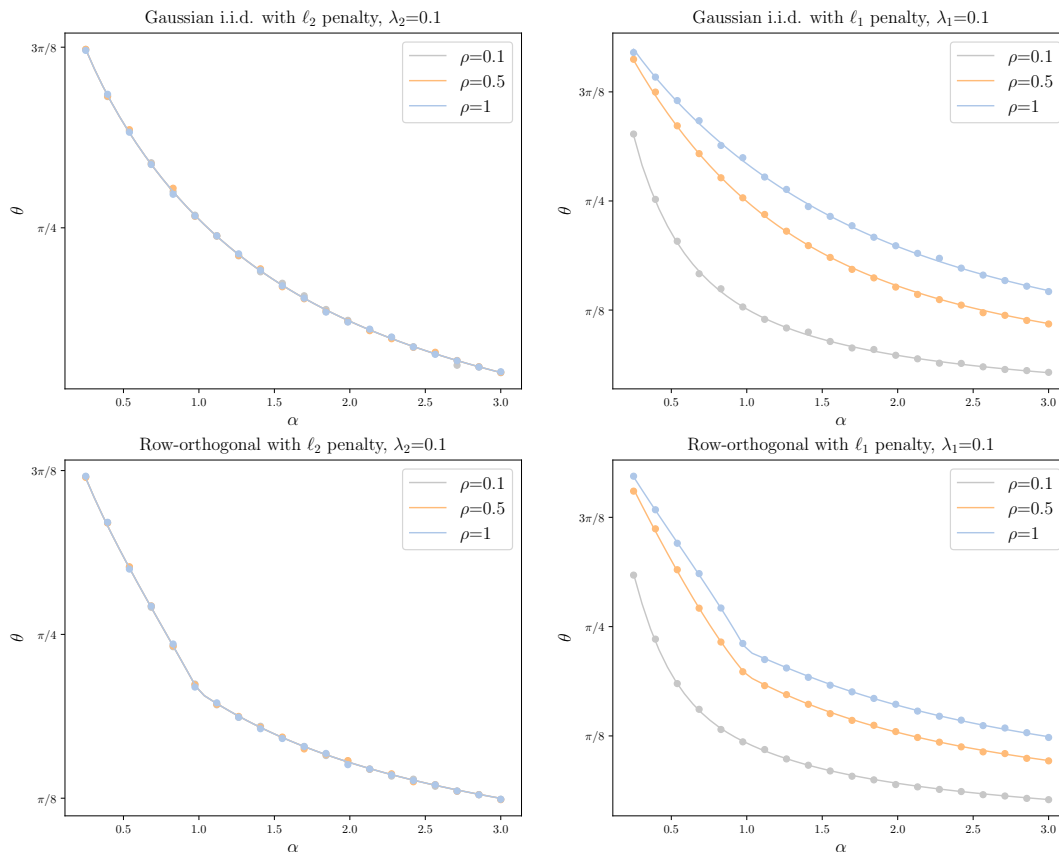 Gaussian i.i.d. with ℓ₂ penalty, λ₂=0.1
3π/8
π/4
θ
ρ=0.1
ρ=0.5
ρ=1
0.5 1.0 1.5 2.0 2.5 3.0
α
Gaussian i.i.d. with ℓ₁ penalty, λ₁=0.1
3π/8
π/4
π/8
θ
ρ=0.1
ρ=0.5
ρ=1
0.5 1.0 1.5 2.0 2.5 3.0
α
Row-orthogonal with ℓ₂ penalty, λ₂=0.1
3π/8
π/4
π/8
θ
ρ=0.1
ρ=0.5
ρ=1
0.5 1.0 1.5 2.0 2.5 3.0
α
Row-orthogonal with ℓ₁ penalty, λ₁=0.1
3π/8
π/4
π/8
θ
ρ=0.1
ρ=0.5
ρ=1
0.5 1.0 1.5 2.0 2.5 3.0
α